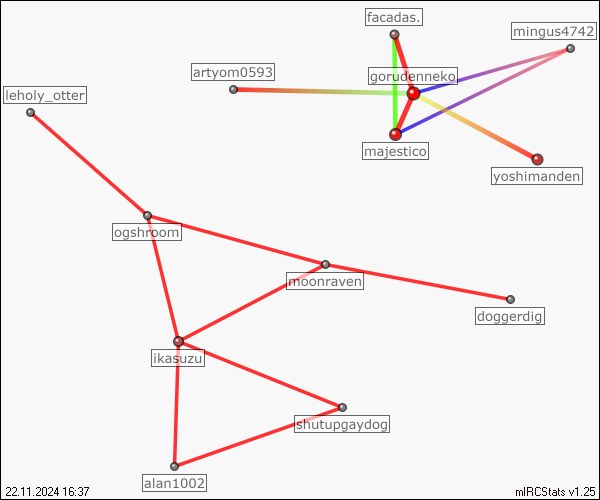 facadas.
mingus4742
artyom0593
gorudenneko
leholy_otter
majestico
yoshimanden
ogshroom
moonraven
doggerdig
ikasuzu
shutupgaydog
alan1002
22.11.2024 16:37
mIRCStats v1.25